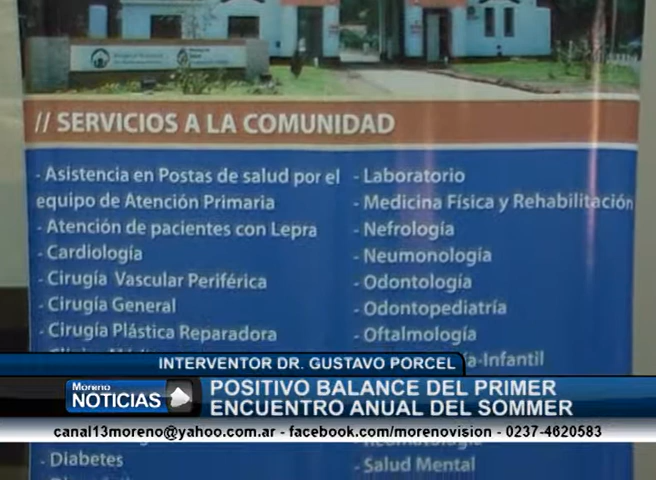 // SERVICIOS A LA COMUNIDAD
- Asistencia en Postas de salud por el
equipo de Atención Primaria
- Atención de pacientes con Lepra
- Cardiología
- Cirugía Vascular Periférica
- Cirugía General
- Cirugía Plástica Reparadora
- Diabetes
- Laboratorio
- Medicina Física y Rehabilitación
- Nefrología
- Neumonología
- Odontología
- Odontopediatría
- Oftalmología
a-Infantil
- Salud Mental
INTERVENTOR DR. GUSTAVO PORCEL
Moreno
NOTICIAS
POSITIVO BALANCE DEL PRIMER
ENCUENTRO ANUAL DEL SOMMER
canal13moreno@yahoo.com.ar - facebook.com/morenovision - 0237-4620583